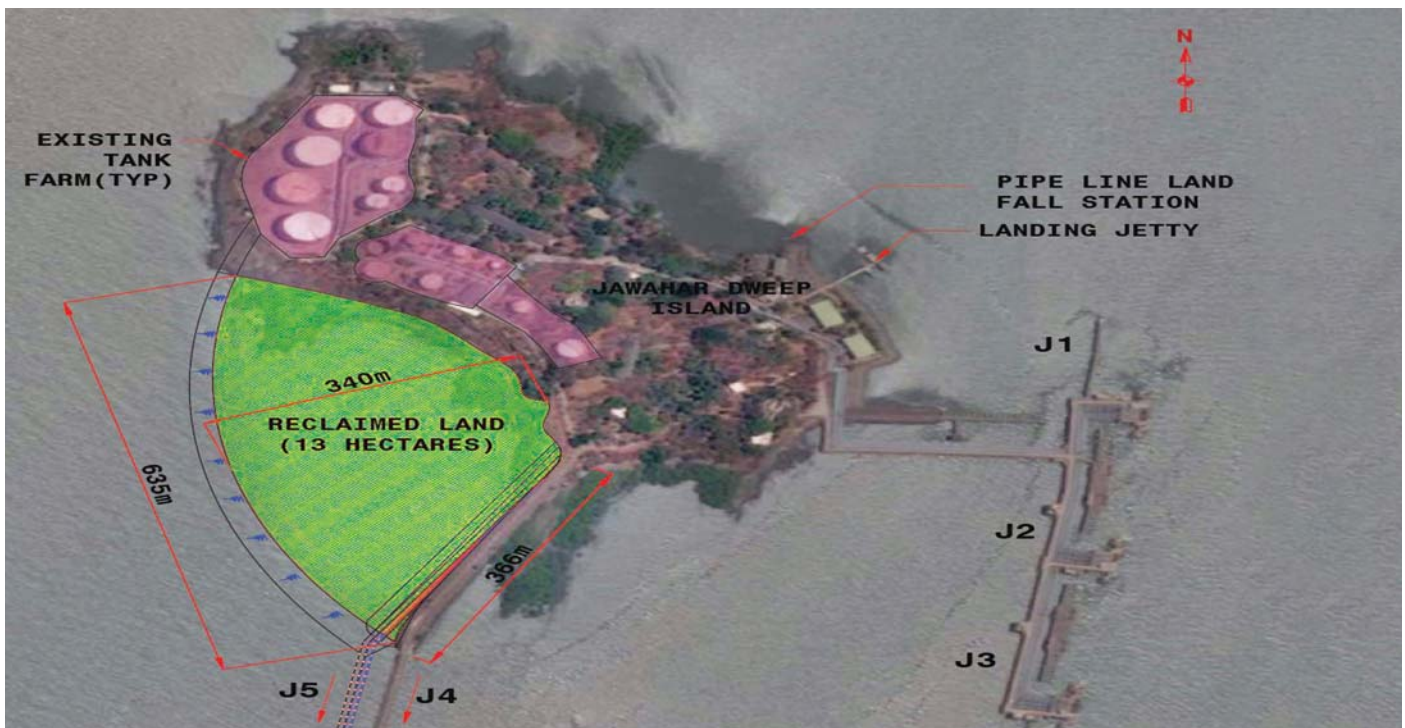 N
EXISTING
TANK
FARM(TYP)
PIPE LINE LAND
FALL STATION
LANDING JETTY
JAWAHAR DWEEP
ISLAND
J1
340m
RECLAIMED LAND
(13 HECTARES)
635m
366m
J2
J3
J5
J4